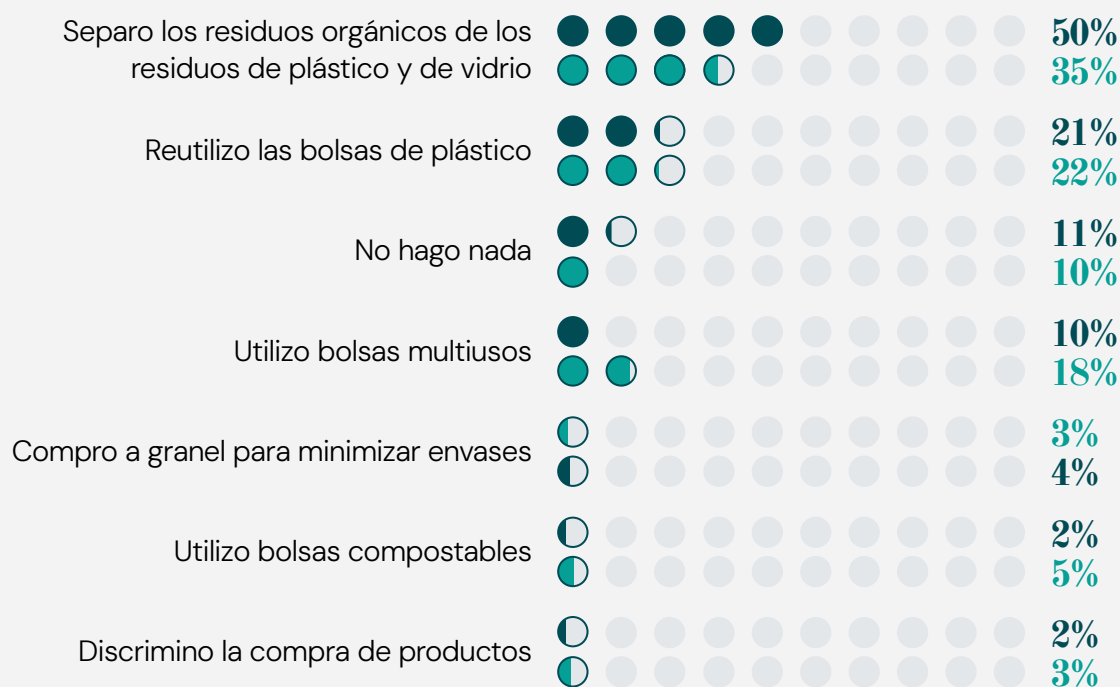 Separo los residuos orgánicos de los
residuos de plástico y de vidrio
50%
35%
Reutilizo las bolsas de plástico
21%
22%
No hago nada
11%
10%
Utilizo bolsas multiusos
10%
18%
Compro a granel para minimizar envases
3%
4%
Utilizo bolsas compostables
2%
5%
Discrimino la compra de productos
2%
3%